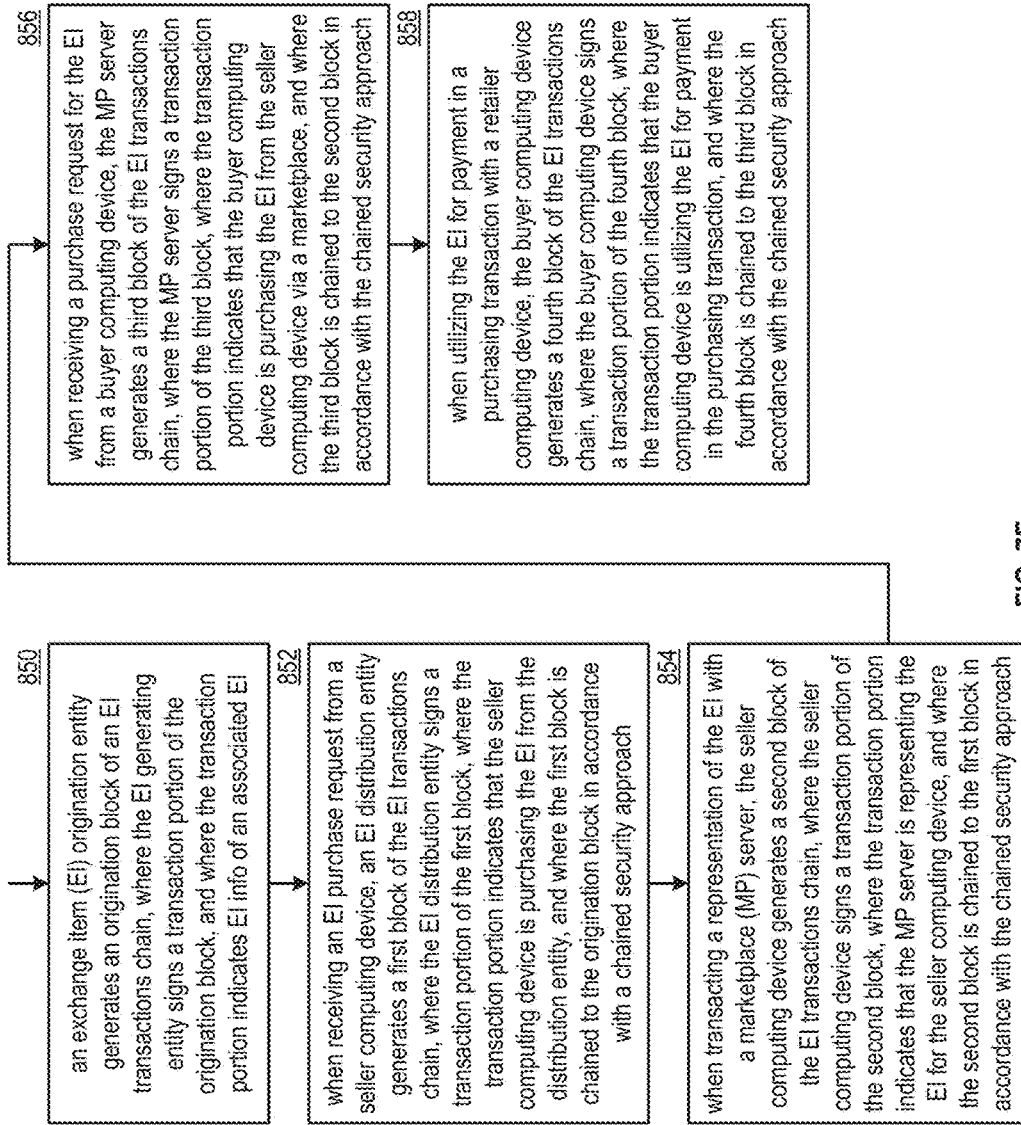 850
an exchange item (EI) origination entity
generates an origination block of an EI
transactions chain, where the EI generating
entity signs a transaction portion of the
origination block, and where the transaction
portion indicates EI info of an associated EI
852
when receiving an EI purchase request from a
seller computing device, an EI distribution entity
generates a first block of the EI transactions
chain, where the EI distribution entity signs a
transaction portion of the first block, where the
transaction portion indicates that the seller
computing device is purchasing the EI from the
distribution entity, and where the first block is
chained to the origination block in accordance
with a chained security approach
854
when transacting a representation of the EI with
a marketplace (MP) server, the seller
computing device generates a second block of
the EI transactions chain, where the seller
computing device signs a transaction portion of
the second block, where the transaction portion
indicates that the MP server is representing the
EI for the seller computing device, and where
the second block is chained to the first block in
accordance with the chained security approach
856
when receiving a purchase request for the EI
from a buyer computing device, the MP server
generates a third block of the EI transactions
chain, where the MP server signs a transaction
portion of the third block, where the transaction
portion indicates that the buyer computing
device is purchasing the EI from the seller
computing device via a marketplace, and where
the third block is chained to the second block in
accordance with the chained security approach
858
when utilizing the EI for payment in a
purchasing transaction with a retailer
computing device, the buyer computing device
generates a fourth block of the EI transactions
chain, where the buyer computing device signs
a transaction portion of the fourth block, where
the transaction portion indicates that the buyer
computing device is utilizing the EI for payment
in the purchasing transaction, and where the
fourth block is chained to the third block in
accordance with the chained security approach